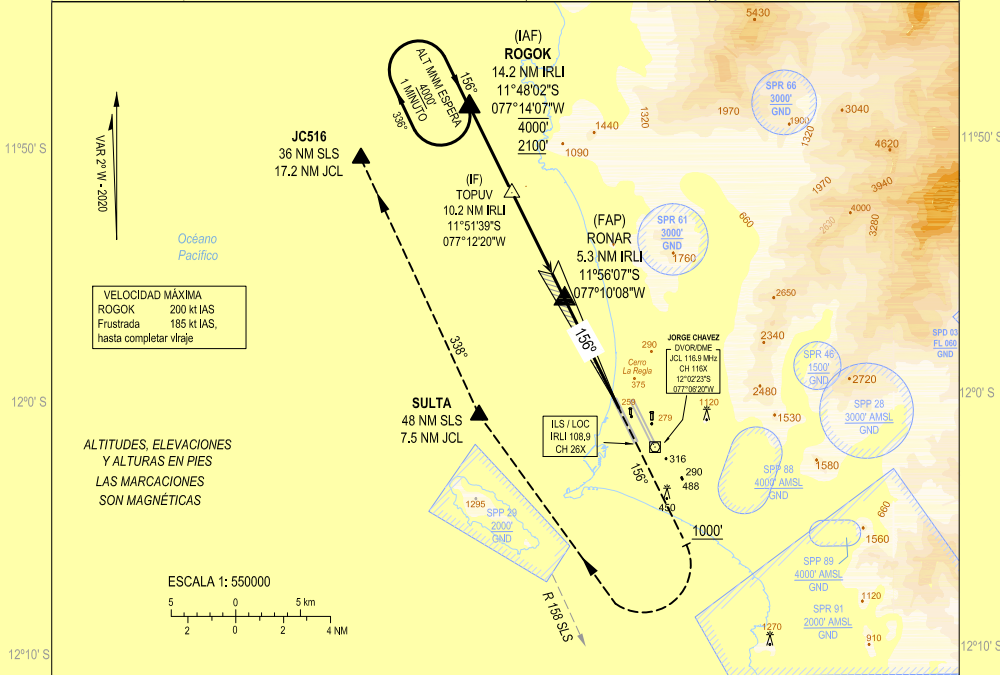 5430
(IAF)
ROGOK
14.2 NM IRLI
11°48'02"S
077°14'07"W
4000'
2100'
156°
ALT MNM ESPERA
4000'
1 MINUTO
336°
VAR 2° W - 2020
11°50' S
11°50' S
JC516
36 NM SLS
17.2 NM JCL
1440
1320
1090
1970
SPR 66
3000'
GND
1900
1320
3040
4620
1970
3940
4000
2630
3280
660
(IF)
TOPUV
10.2 NM IRLI
11°51'39"S
077°12'20"W
(FAP)
RONAR
5.3 NM IRLI
11°56'07"S
077°10'08"W
SPR 61
3000'
GND
1760
Océano
Pacífico
VELOCIDAD MÁXIMA
ROGOK 200 kt IAS
Frustrada 185 kt IAS,
hasta completar viraje
156°
338°
2650
2340
2480
1530
SPD 03
FL 060
GND
JORGE CHAVEZ
DVOR/DME
JCL 116.9 MHz
CH 116X
12°02'23"S
077°06'20"W
290
Cerro
La Regla
375
259
279
1120
SPR 46
1500'
GND
2720
SPR 28
3000' AMSL
GND
12°0' S
12°0' S
SULTA
48 NM SLS
7.5 NM JCL
ILS / LOC
IRLI 108,9
CH 26X
156°
316
290
488
450
1580
SPP 88
4000' AMSL
GND
ALTITUDES, ELEVACIONES
Y ALTURAS EN PIES
LAS MARCACIONES
SON MAGNÉTICAS
1295
SPP 29
2000'
GND
1000'
660
1560
SPP 89
4000' AMSL
GND
1120
SPR 91
2000' AMSL
GND
1270
910
ESCALA 1: 550000
5 0 5 km
2 0 2 4 NM
R 158 SLS
12°10' S
12°10' S